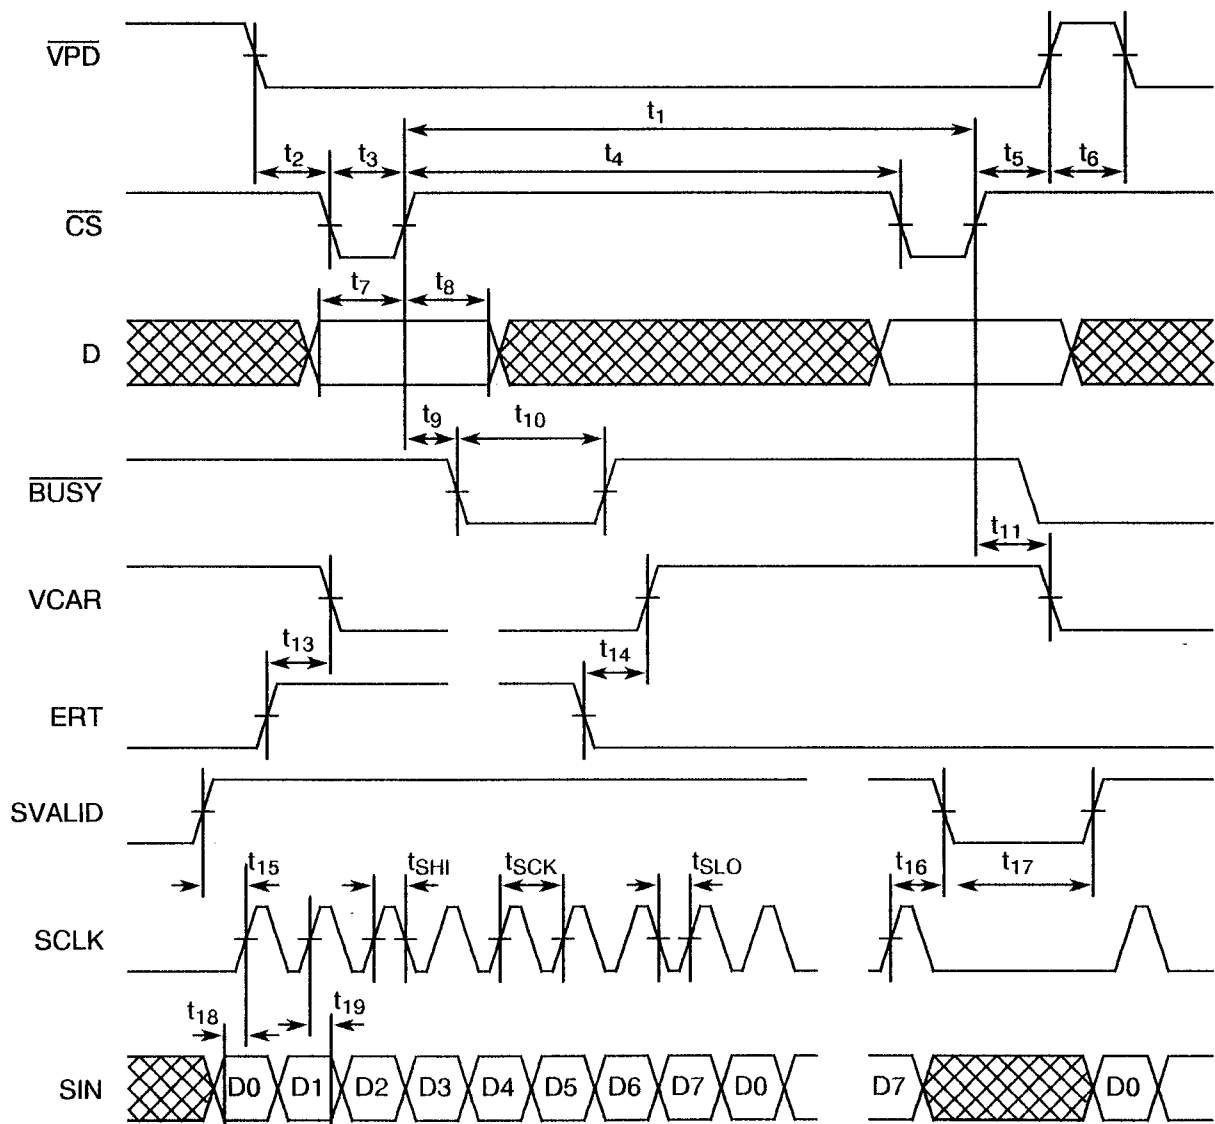 VPD
t1
t2 t3 t4 t5 t6
CS
t7 t8
D
t9 t10
BUSY
t11
VCAR
t13 t14
ERT
SVALID
t15 tSHI tSCK tSLO t16 t17
SCLK
t18 t19
SIN D0 D1 D2 D3 D4 D5 D6 D7 D0 D7 D0